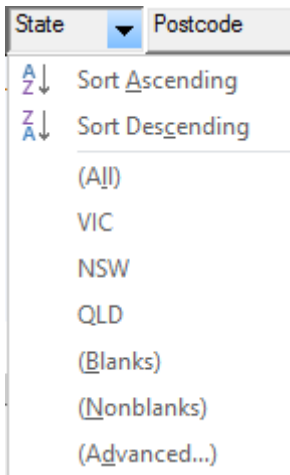 State Postcode
Sort Ascending
Sort Descending
(All)
VIC
NSW
QLD
(Blanks)
(Nonblanks)
(Advanced...)